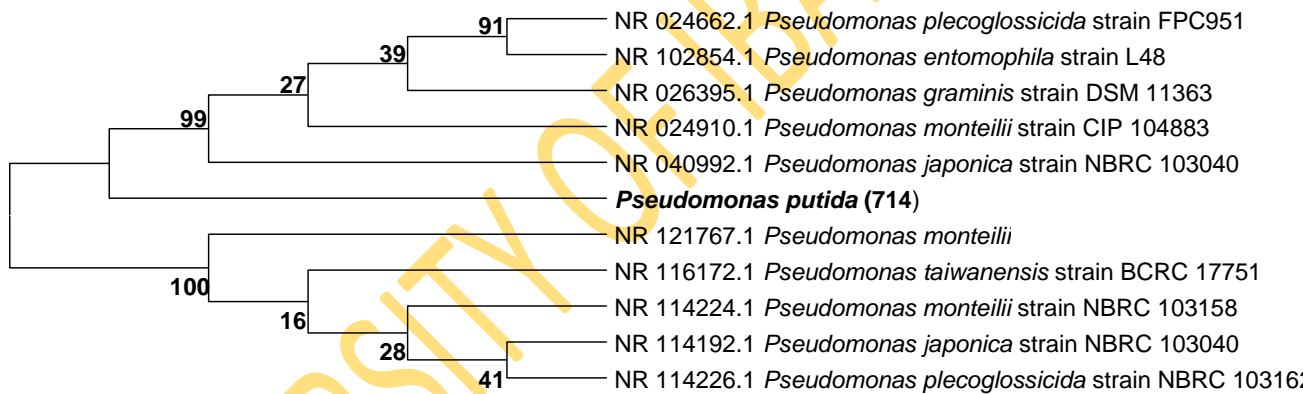 91
NR 024662.1 Pseudomonas plecoglossicida strain FPC951
39
NR 102854.1 Pseudomonas entomophila strain L48
27
NR 026395.1 Pseudomonas graminis strain DSM 11363
99
NR 024910.1 Pseudomonas monteilii strain CIP 104883
NR 040992.1 Pseudomonas japonica strain NBRC 103040
Pseudomonas putida (714)
NR 121767.1 Pseudomonas monteilii
100
NR 116172.1 Pseudomonas taiwanensis strain BCRC 17751
16
NR 114224.1 Pseudomonas monteilii strain NBRC 103158
28
NR 114192.1 Pseudomonas japonica strain NBRC 103040
41
NR 114226.1 Pseudomonas plecoglossicida strain NBRC 103162
RSITY OF IBA